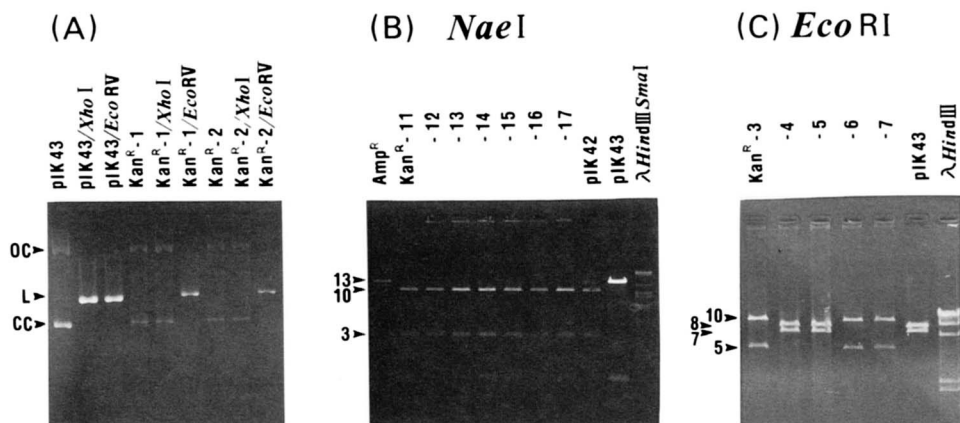 (A)
pIK43
pIK43/XhoI
pIK43/EcoRV
Kanᴿ-1
Kanᴿ-1/XhoI
Kanᴿ-1/EcoRV
Kanᴿ-2
Kanᴿ-2/XhoI
Kanᴿ-2/EcoRV
OC
L
CC
(B) NaeI
Ampᴿ
Kanᴿ-11
-12
-13
-14
-15
-16
-17
pIK42
pIK43
λHindIII,SmaI
13
10
3
(C) EcoRI
Kanᴿ-3
-4
-5
-6
-7
pIK43
λHindIII
10
8
7
5